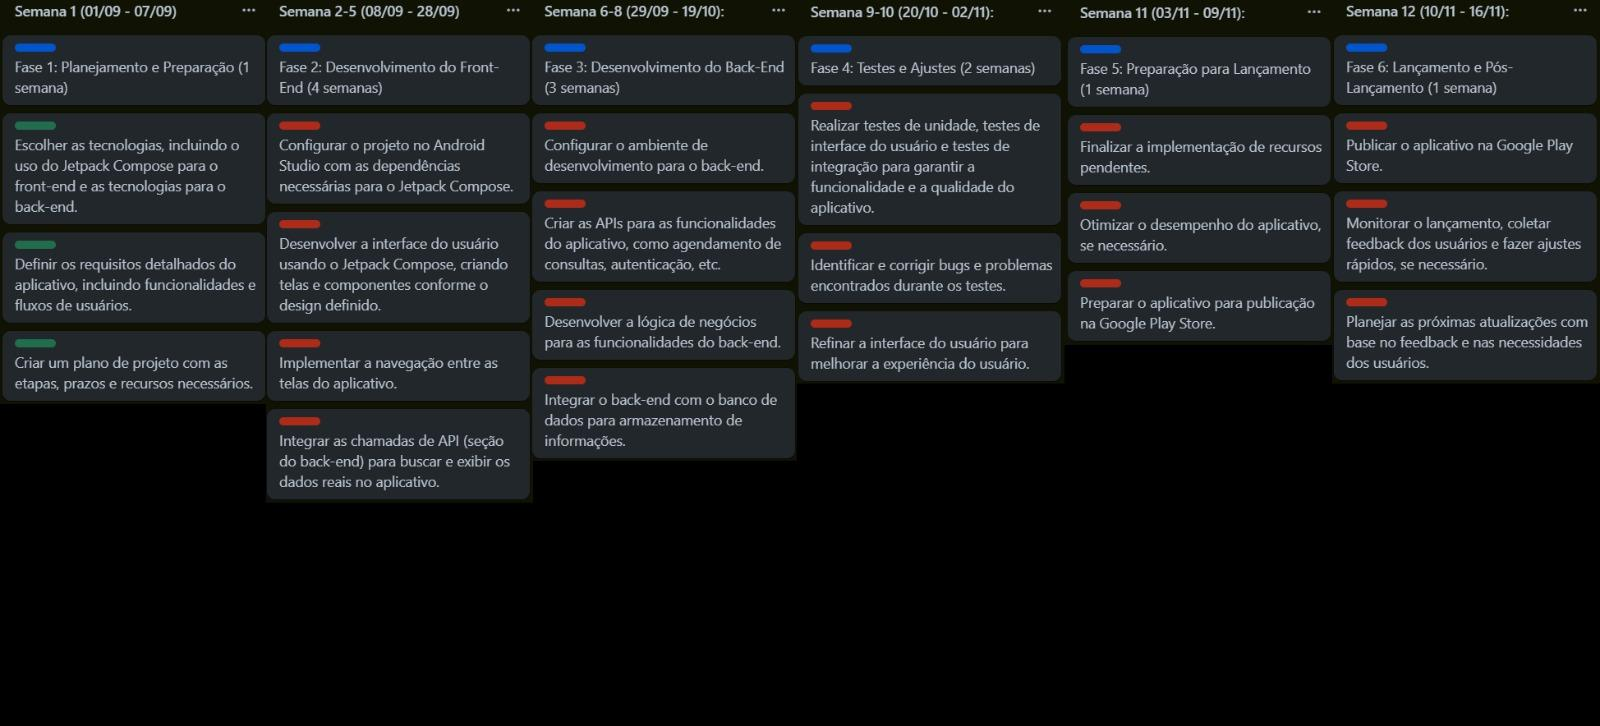 Semana 1 (01/09 - 07/09)
Fase 1: Planejamento e Preparação (1
semana)
Escolher as tecnologias, incluindo o
uso do Jetpack Compose para o
front-end e as tecnologias para o
back-end.
Definir os requisitos detalhados do
aplicativo, incluindo funcionalidades e
fluxos de usuários.
Criar um plano de projeto com as
etapas, prazos e recursos necessários.
Semana 2-5 (08/09 - 28/09)
Fase 2: Desenvolvimento do Front-
End (4 semanas)
Configurar o projeto no Android
Studio com as dependências
necessárias para o Jetpack Compose.
Desenvolver a interface do usuário
usando o Jetpack Compose, criando
telas e componentes conforme o
design definido.
Implementar a navegação entre as
telas do aplicativo.
Integrar as chamadas de API (seção
do back-end) para buscar e exibir os
dados reais no aplicativo.
Semana 6-8 (29/09 - 19/10):
Fase 3: Desenvolvimento do Back-End
(3 semanas)
Configurar o ambiente de
desenvolvimento para o back-end.
Criar as APIs para as funcionalidades
do aplicativo, como agendamento de
consultas, autenticação, etc.
Desenvolver a lógica de negócios
para as funcionalidades do back-end.
Integrar o back-end com o banco de
dados para armazenamento de
informações.
Semana 9-10 (20/10 - 02/11):
Fase 4: Testes e Ajustes (2 semanas)
Realizar testes de unidade, testes de
interface do usuário e testes de
integração para garantir a
funcionalidade e a qualidade do
aplicativo.
Identificar e corrigir bugs e problemas
encontrados durante os testes.
Refinar a interface do usuário para
melhorar a experiência do usuário.
Semana 11 (03/11 - 09/11):
Fase 5: Preparação para Lançamento
(1 semana)
Finalizar a implementação de recursos
pendentes.
Otimizar o desempenho do aplicativo,
se necessário.
Preparar o aplicativo para publicação
na Google Play Store.
Semana 12 (10/11 - 16/11):
Fase 6: Lançamento e Pós-
Lançamento (1 semana)
Publicar o aplicativo na Google Play
Store.
Monitorar o lançamento, coletar
feedback dos usuários e fazer ajustes
rápidos, se necessário.
Planejar as próximas atualizações com
base no feedback e nas necessidades
dos usuários.